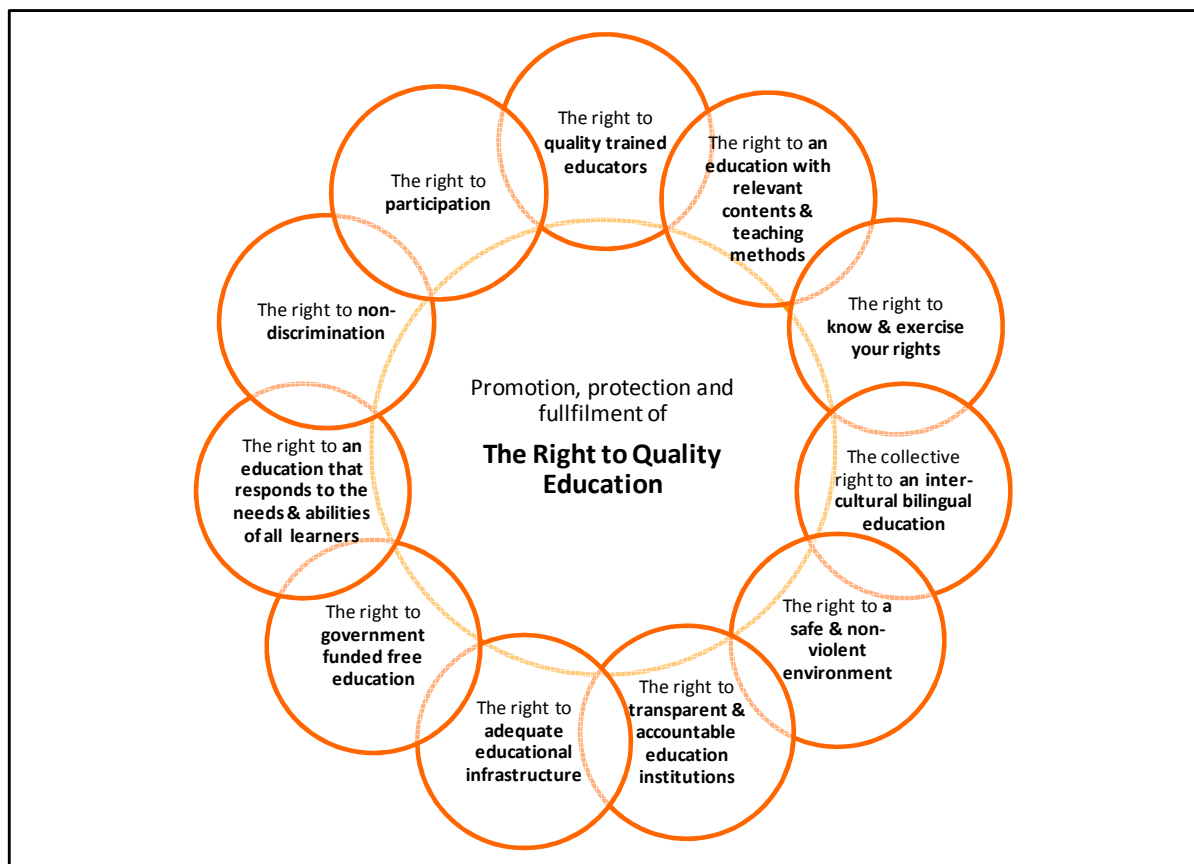 The right to
quality trained
educators
The right to an
education with
relevant
contents &
teaching
methods
The right to
know & exercise
your rights
The collective
right to an inter-
cultural bilingual
education
The right to a
safe & non-
violent
environment
The right to
transparent &
accountable
education
institutions
The right to
adequate
educational
infrastructure
The right to
government
funded free
education
The right to an
education that
responds to the
needs & abilities
of all learners
The right to non-
discrimination
The right to
participation
Promotion, protection and
fullfilment of
The Right to Quality
Education